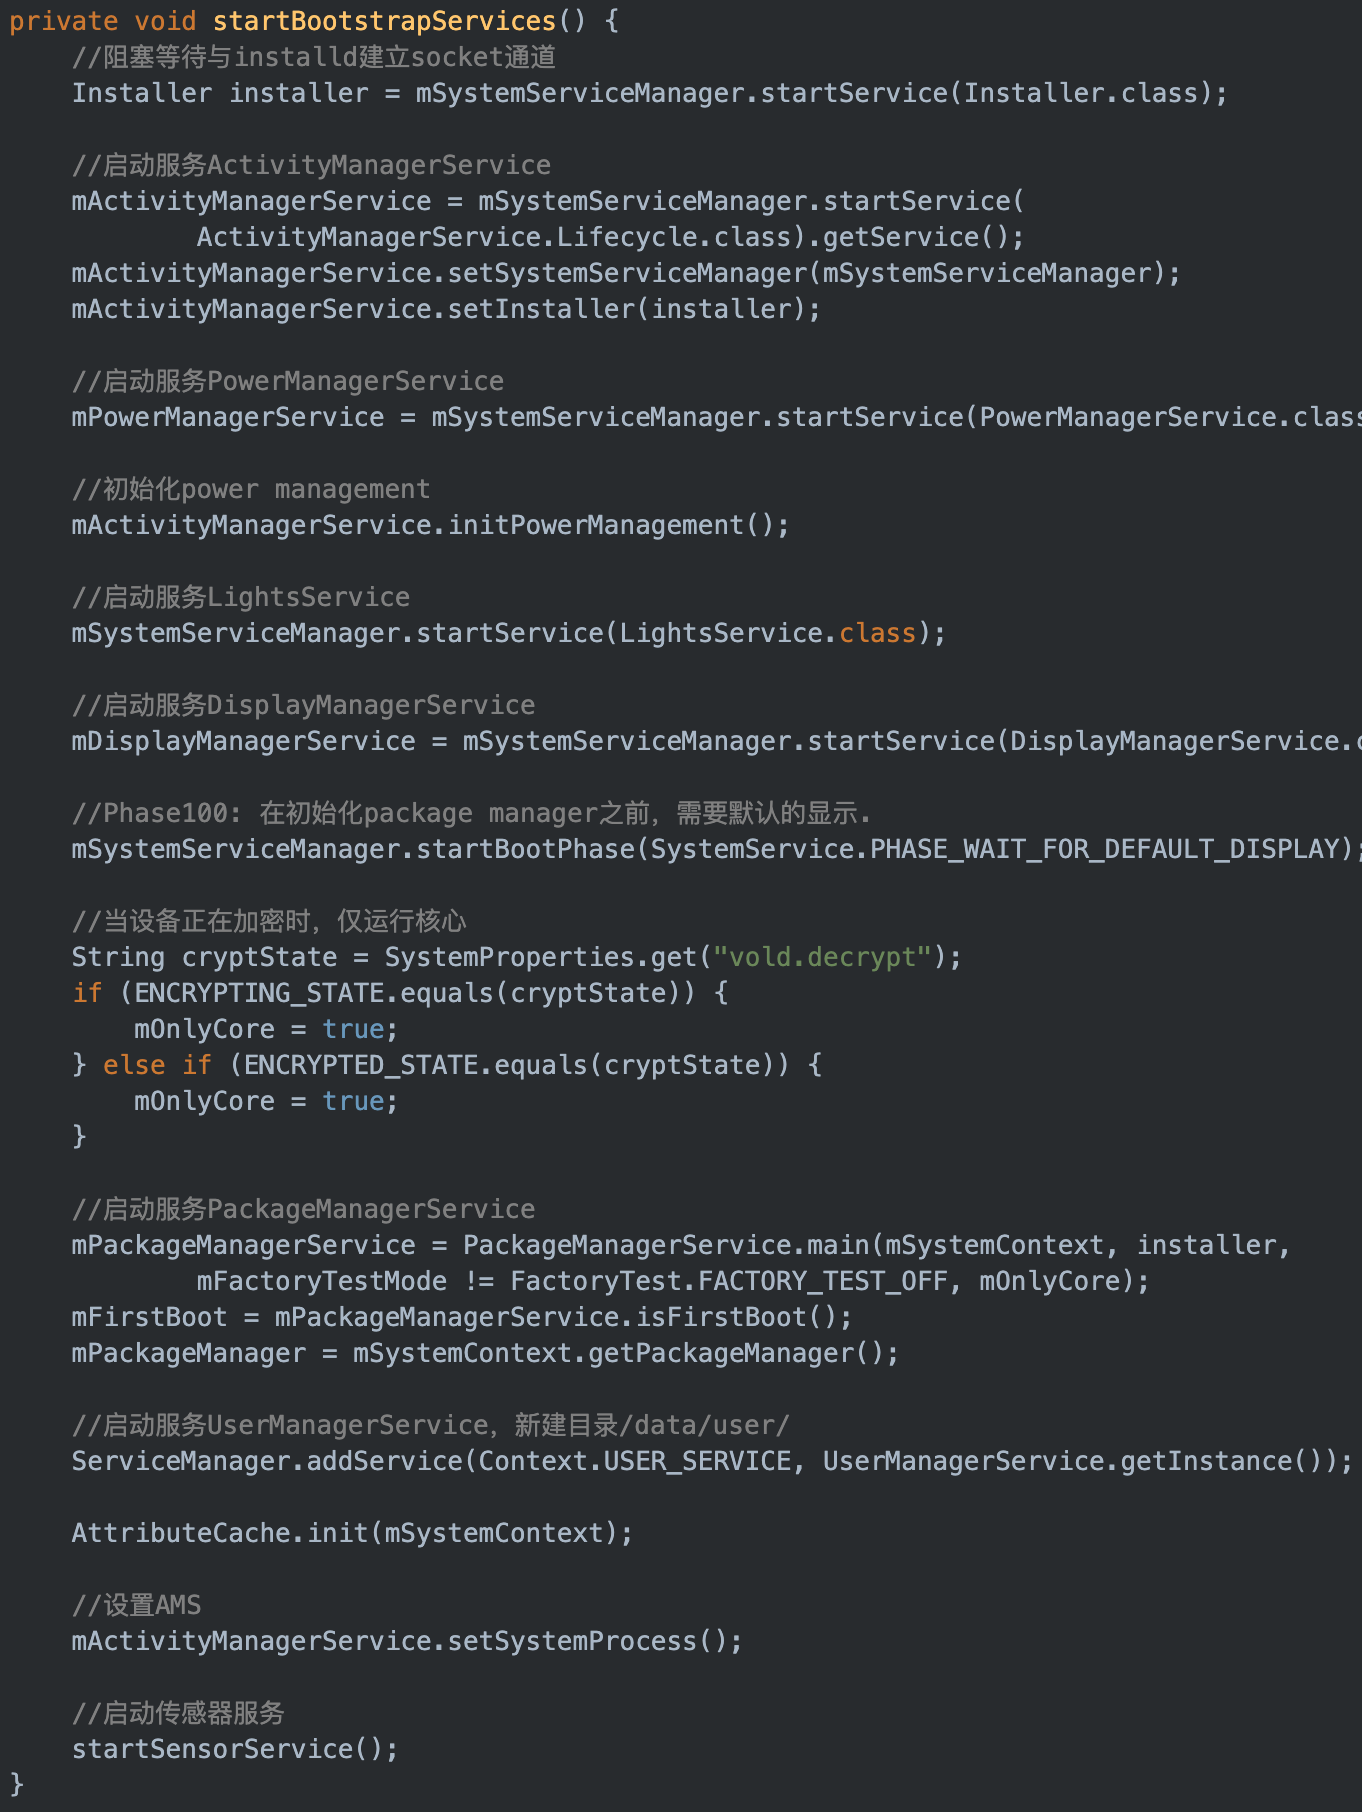 private void startBootstrapServices() {
    //阻塞等待与installd建立socket通道
    Installer installer = mSystemServiceManager.startService(Installer.class);

    //启动服务ActivityManagerService
    mActivityManagerService = mSystemServiceManager.startService(
            ActivityManagerService.Lifecycle.class).getService();
    mActivityManagerService.setSystemServiceManager(mSystemServiceManager);
    mActivityManagerService.setInstaller(installer);

    //启动服务PowerManagerService
    mPowerManagerService = mSystemServiceManager.startService(PowerManagerService.class

    //初始化power management
    mActivityManagerService.initPowerManagement();

    //启动服务LightsService
    mSystemServiceManager.startService(LightsService.class);

    //启动服务DisplayManagerService
    mDisplayManagerService = mSystemServiceManager.startService(DisplayManagerService.

    //Phase100: 在初始化package manager之前，需要默认的显示.
    mSystemServiceManager.startBootPhase(SystemService.PHASE_WAIT_FOR_DEFAULT_DISPLAY);

    //当设备正在加密时，仅运行核心
    String cryptState = SystemProperties.get("vold.decrypt");
    if (ENCRYPTING_STATE.equals(cryptState)) {
        mOnlyCore = true;
    } else if (ENCRYPTED_STATE.equals(cryptState)) {
        mOnlyCore = true;
    }

    //启动服务PackageManagerService
    mPackageManagerService = PackageManagerService.main(mSystemContext, installer,
            mFactoryTestMode != FactoryTest.FACTORY_TEST_OFF, mOnlyCore);
    mFirstBoot = mPackageManagerService.isFirstBoot();
    mPackageManager = mSystemContext.getPackageManager();

    //启动服务UserManagerService，新建目录/data/user/
    ServiceManager.addService(Context.USER_SERVICE, UserManagerService.getInstance());

    AttributeCache.init(mSystemContext);

    //设置AMS
    mActivityManagerService.setSystemProcess();

    //启动传感器服务
    startSensorService();
}